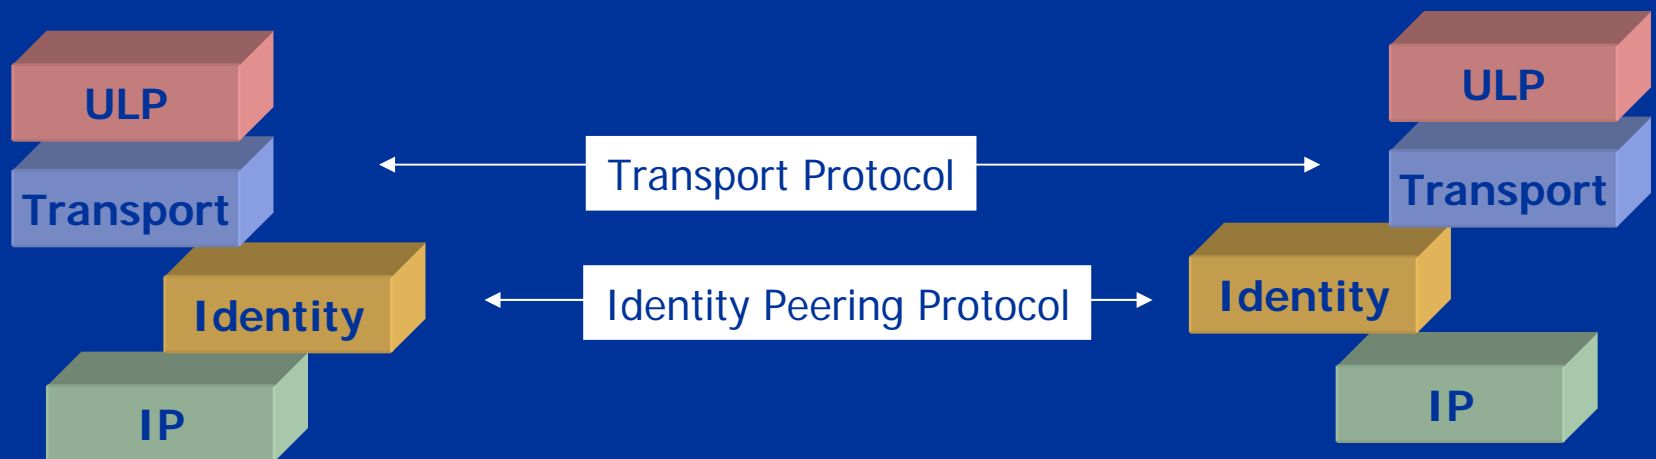 ULP
ULP
Transport
Transport Protocol
Transport
Identity
Identity Peering Protocol
Identity
IP
IP